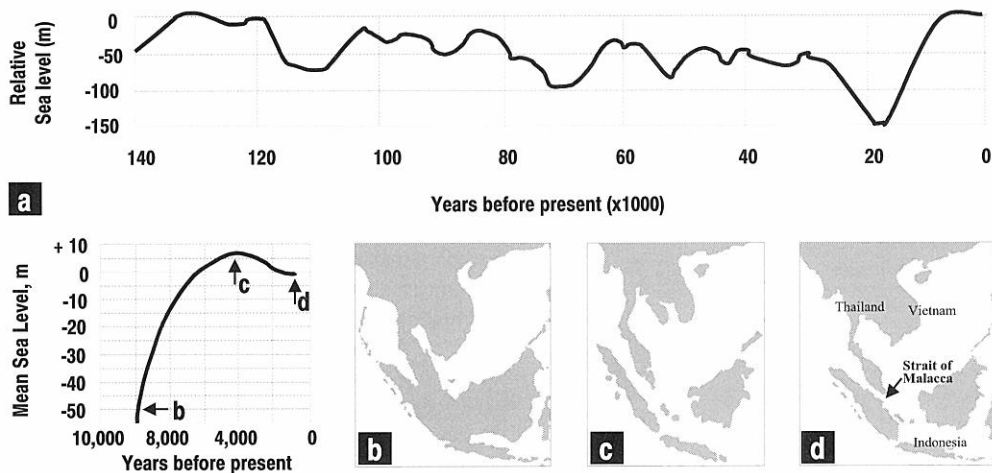 Relative
Sea level (m)
0
-50
-100
-150
140
120
100
80
60
40
20
0
a
Years before present (x1000)
Mean Sea Level, m
+ 10
0
-10
-20
-30
-40
-50
10,000
8,000
4,000
0
Years before present
b
c
d
b
c
Thailand
Vietnam
Strait of
Malacca
Indonesia
d